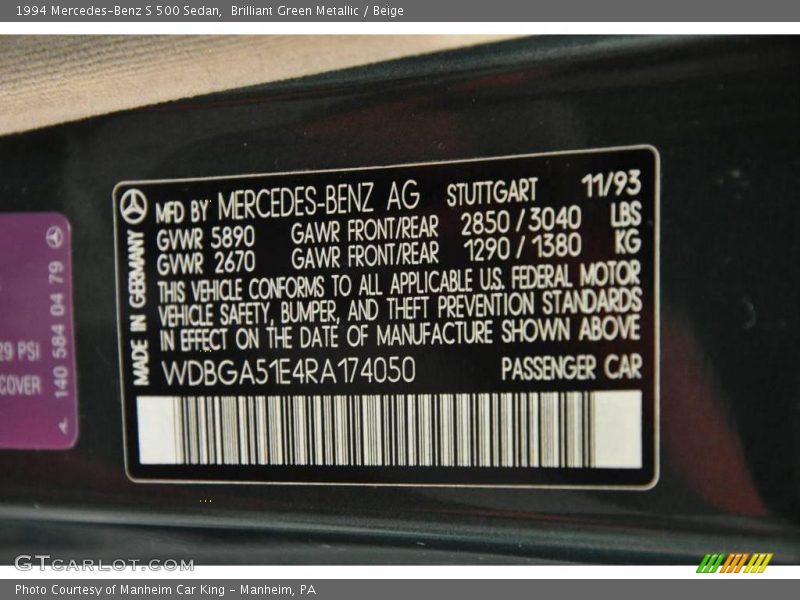 1994 Mercedes-Benz S 500 Sedan, Brilliant Green Metallic / Beige
MFD BY MERCEDES-BENZ AG STUTTGART 11/93
GVWR 5890 GAWR FRONT/REAR 2850 / 3040 LBS
GVWR 2670 GAWR FRONT/REAR 1290 / 1380 KG
THIS VEHICLE CONFORMS TO ALL APPLICABLE U.S. FEDERAL MOTOR
VEHICLE SAFETY, BUMPER, AND THEFT PREVENTION STANDARDS
IN EFFECT ON THE DATE OF MANUFACTURE SHOWN ABOVE
WDBGA51E4RA174050 PASSENGER CAR
MADE IN GERMANY
29 PSI
COVER
140 584 04 79
GTCARLOT.COM
Photo Courtesy of Manheim Car King - Manheim, PA